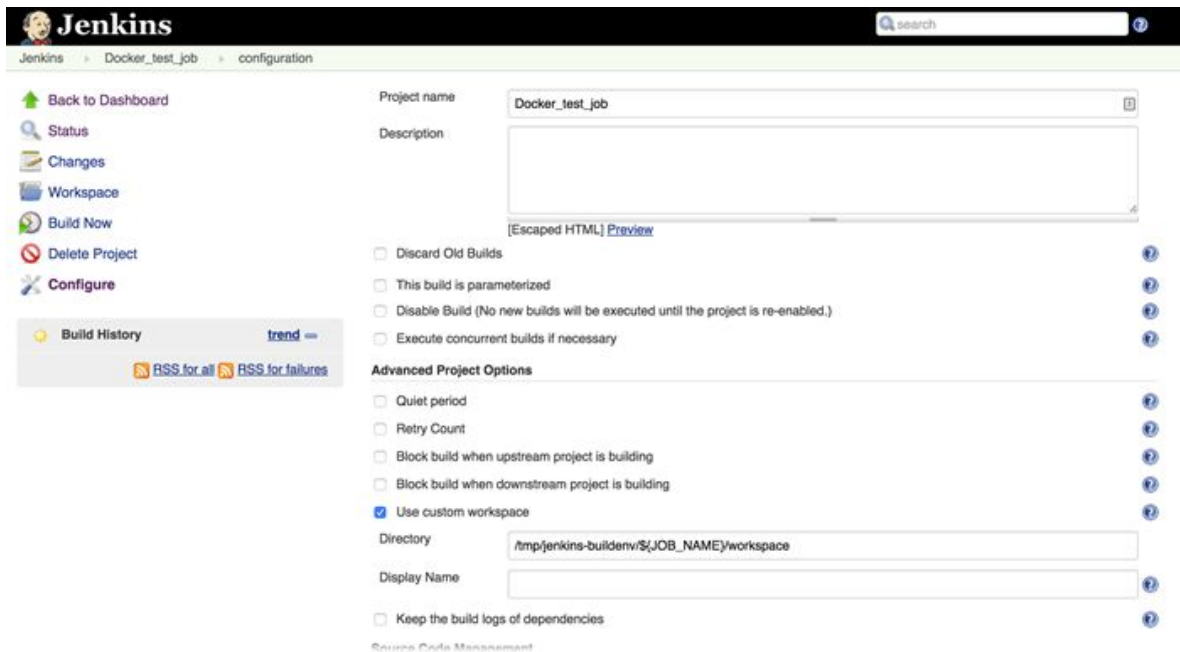 Jenkins
search
Jenkins Docker_test_job configuration
Back to Dashboard
Status
Changes
Workspace
Build Now
Delete Project
Configure
Build History trend
RSS for all RSS for failures
Project name Docker_test_job
Description
[Escaped HTML] Preview
Discard Old Builds
This build is parameterized
Disable Build (No new builds will be executed until the project is re-enabled.)
Execute concurrent builds if necessary
Advanced Project Options
Quiet period
Retry Count
Block build when upstream project is building
Block build when downstream project is building
Use custom workspace
Directory /tmp/jenkins-buildenv/${JOB_NAME}/workspace
Display Name
Keep the build logs of dependencies
Source Code Management